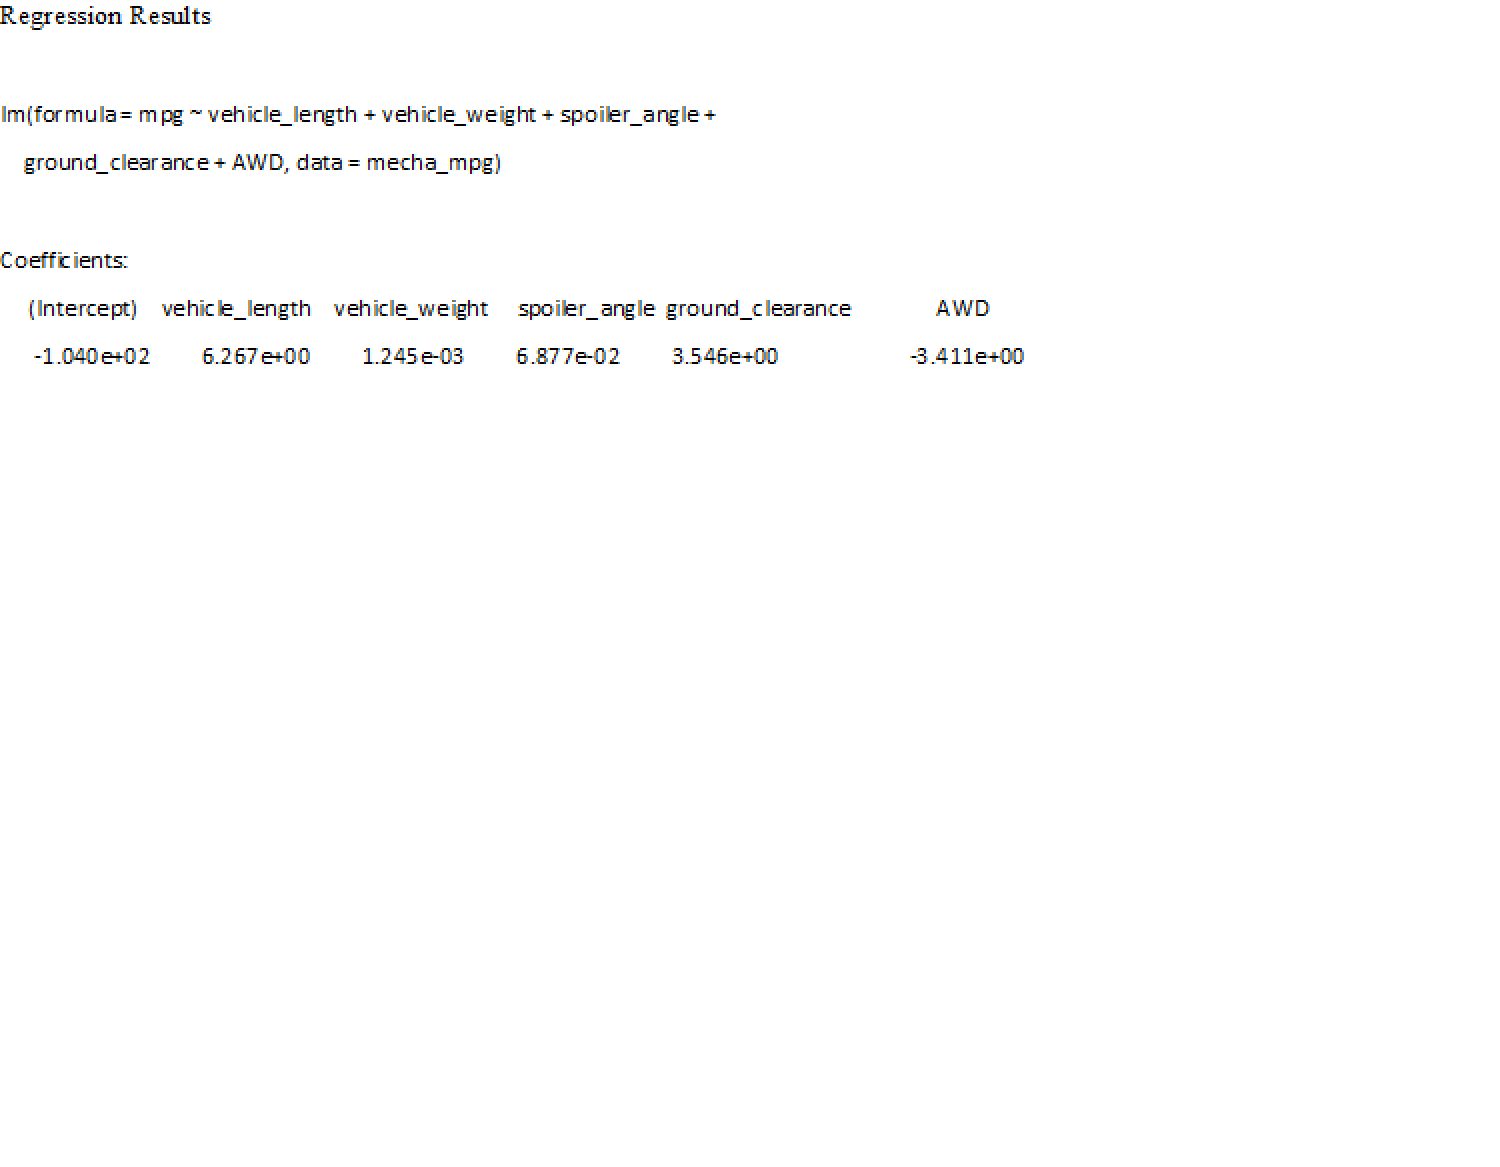 Regression Results
lm(formula = mpg ~ vehicle_length + vehicle_weight + spoiler_angle +
ground_clearance + AWD, data = mecha_mpg)
Coefficients:
(Intercept) vehicle_length vehicle_weight spoiler_angle ground_clearance AWD
-1.040e+02 6.267e+00 1.245e-03 6.877e-02 3.546e+00 -3.411e+00